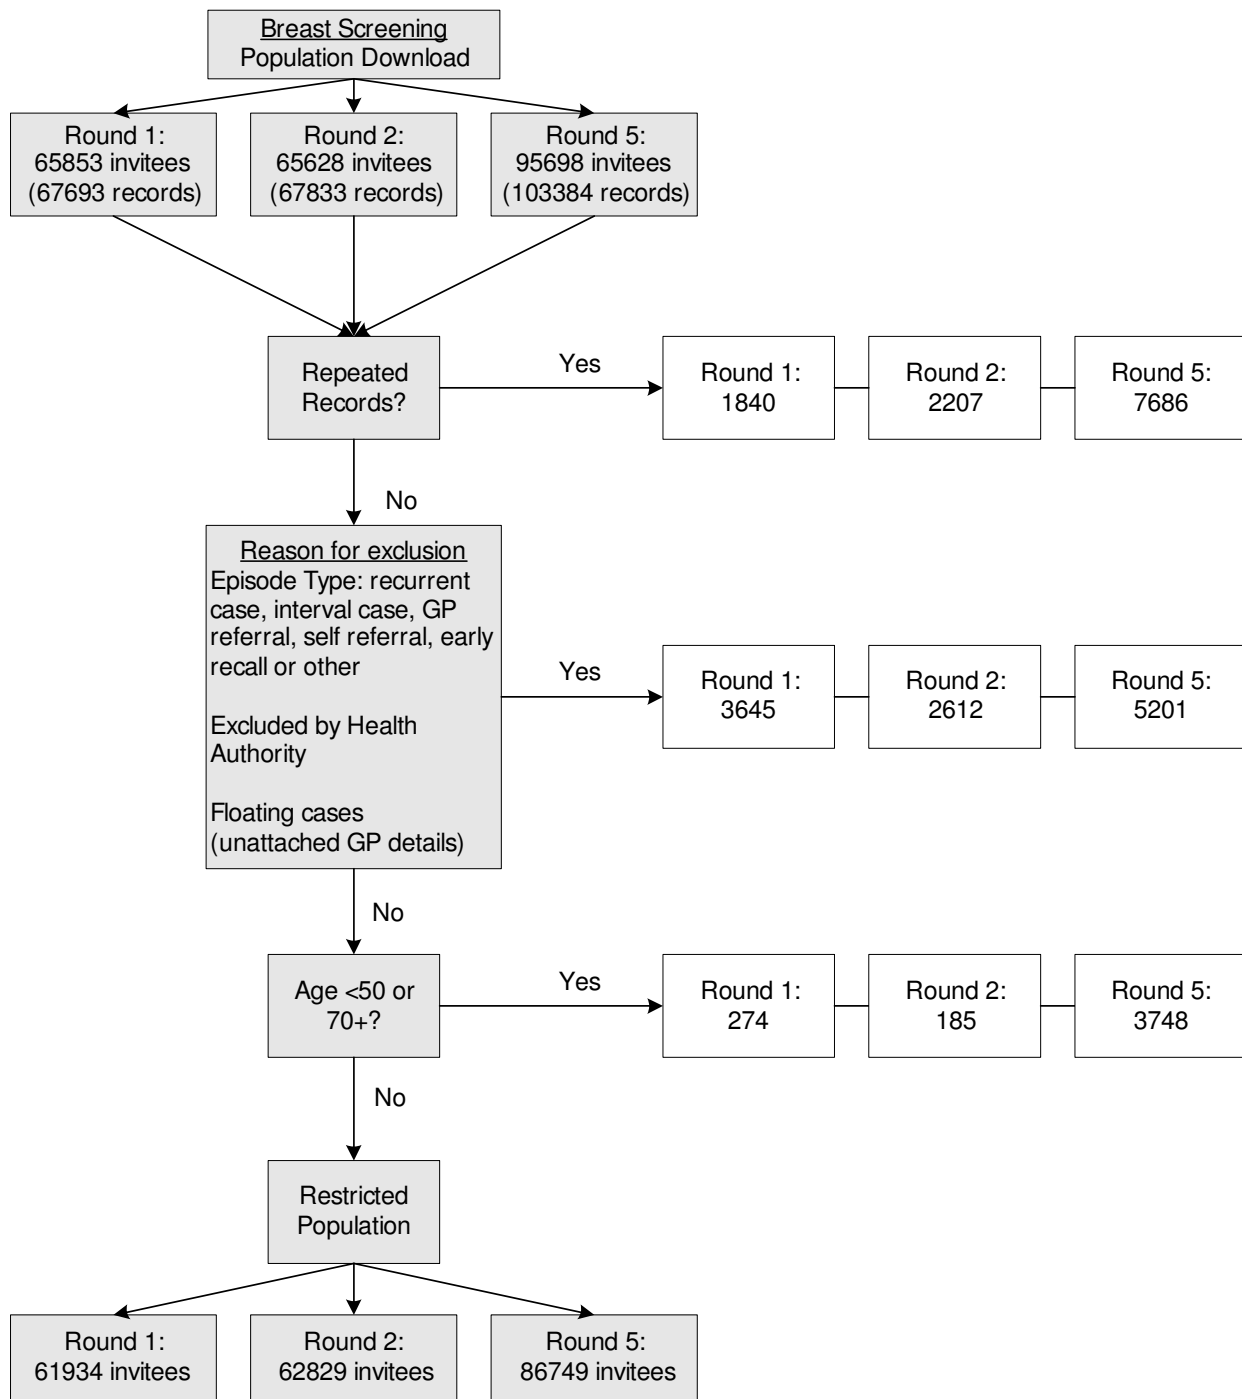 Breast Screening
Population Download
Round 1:
65853 invitees
(67693 records)
Round 2:
65628 invitees
(67833 records)
Round 5:
95698 invitees
(103384 records)
Repeated
Records?
Yes
Round 1:
1840
Round 2:
2207
Round 5:
7686
No
Reason for exclusion
Episode Type: recurrent
case, interval case, GP
referral, self referral, early
recall or other
Excluded by Health
Authority
Floating cases
(unattached GP details)
Yes
Round 1:
3645
Round 2:
2612
Round 5:
5201
No
Age <50 or
70+?
Yes
Round 1:
274
Round 2:
185
Round 5:
3748
No
Restricted
Population
Round 1:
61934 invitees
Round 2:
62829 invitees
Round 5:
86749 invitees